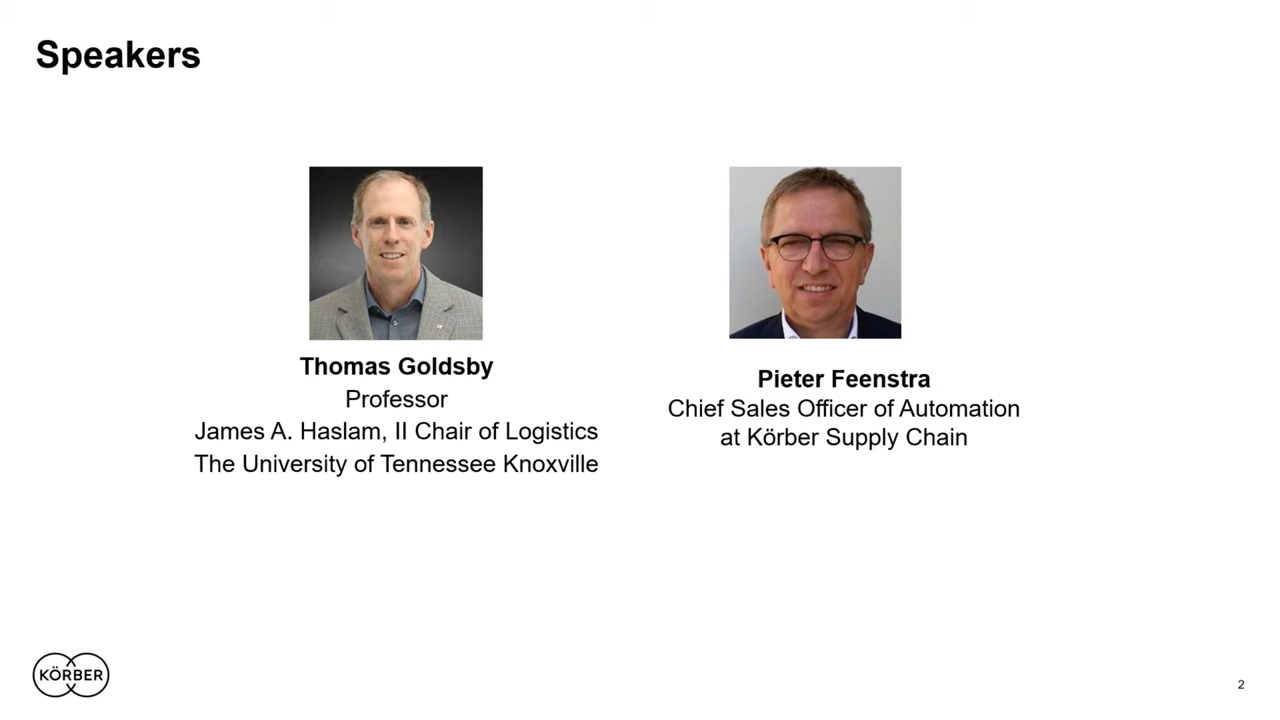 Speakers
Thomas Goldsby
Professor
James A. Haslam, II Chair of Logistics
The University of Tennessee Knoxville
Pieter Feenstra
Chief Sales Officer of Automation
at Körber Supply Chain
KÖRBER
2